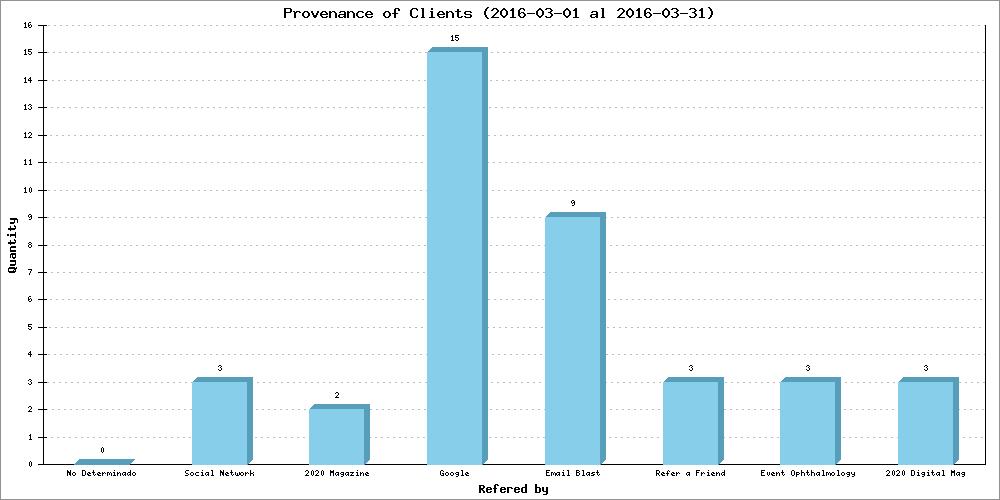 Provenance of Clients (2016-03-01 al 2016-03-31)
Quantity
16
15
14
13
12
11
10
9
8
7
6
5
4
3
2
1
0
0
3
2
15
9
3
3
3
No Determinado
Social Network
2020 Magazine
Google
Email Blast
Refer a Friend
Event Ophthalmology
2020 Digital Mag
Refered by